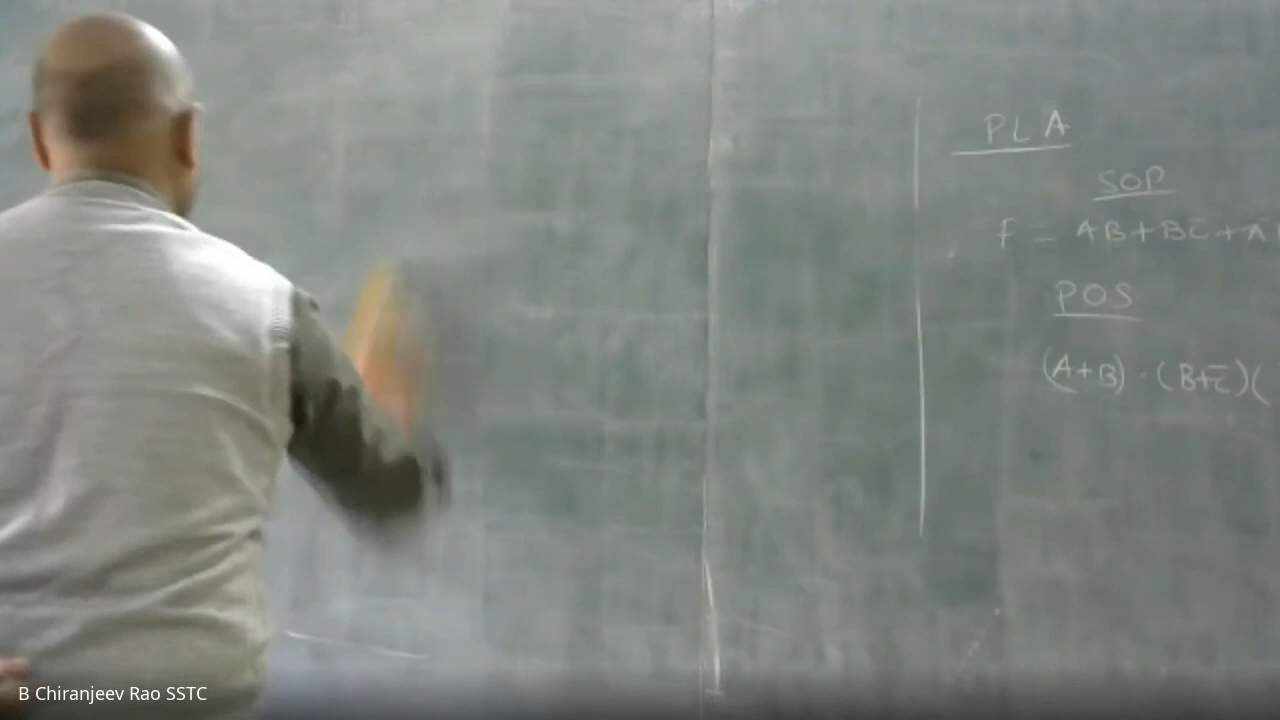 PLA
SOP
f = AB+BC̅+A̅
POS
(A+B)·(B+C̅)(
B Chiranjeev Rao SSTC